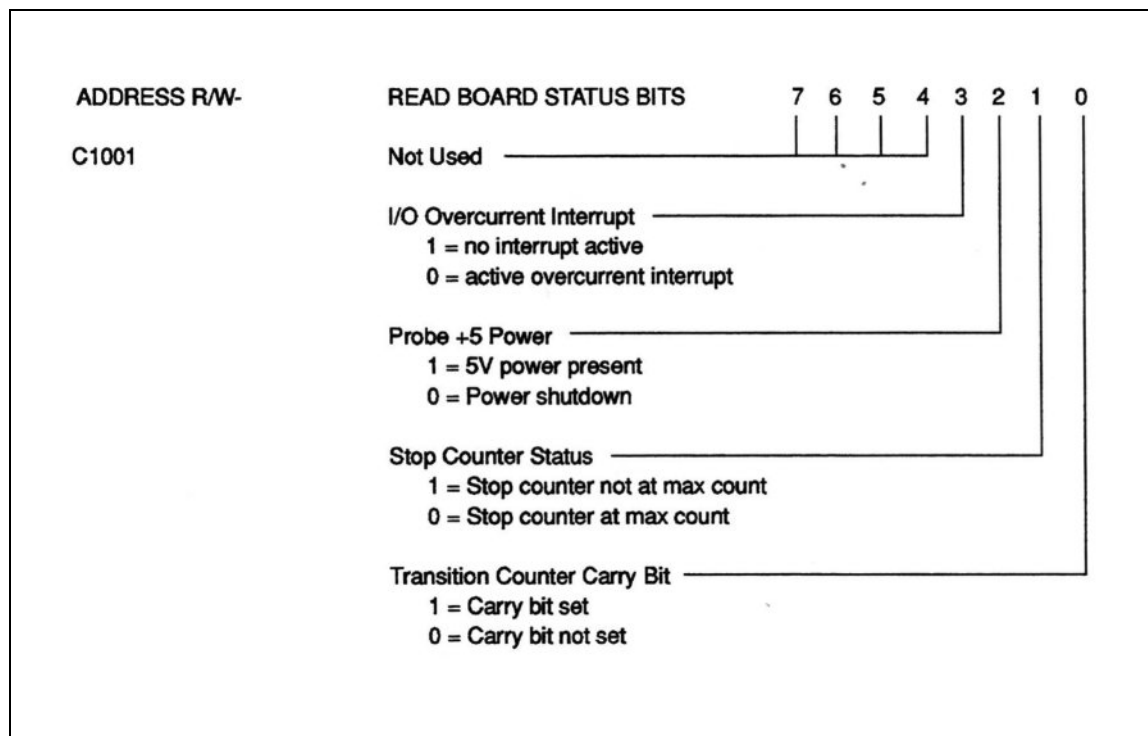 ADDRESS R/W- READ BOARD STATUS BITS 7 6 5 4 3 2 1 0
C1001 Not Used
I/O Overcurrent Interrupt
1 = no interrupt active
0 = active overcurrent interrupt
Probe +5 Power
1 = 5V power present
0 = Power shutdown
Stop Counter Status
1 = Stop counter not at max count
0 = Stop counter at max count
Transition Counter Carry Bit
1 = Carry bit set
0 = Carry bit not set